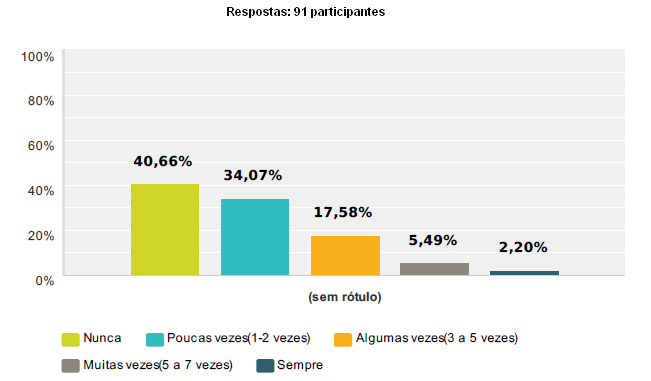 Respostas: 91 participantes
100%
80%
60%
40%
20%
0%
40,66%
34,07%
17,58%
5,49%
2,20%
(sem rótulo)
Nunca
Poucas vezes(1-2 vezes)
Algumas vezes(3 a 5 vezes)
Muitas vezes(5 a 7 vezes)
Sempre